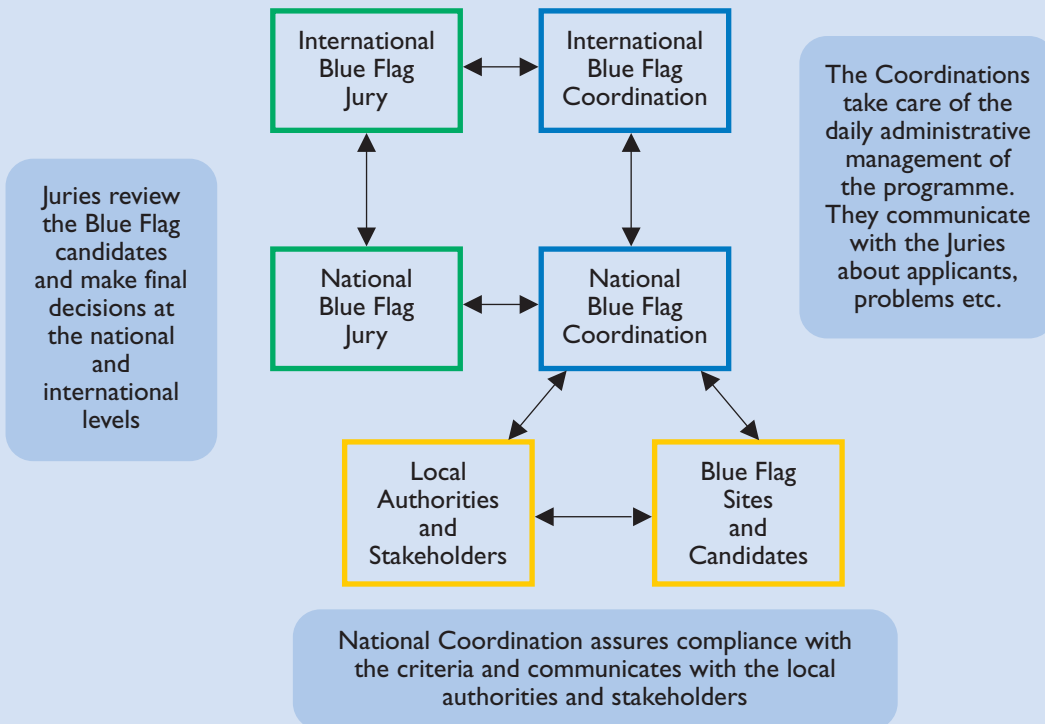 International
Blue Flag
Jury
International
Blue Flag
Coordination
The Coordinations
take care of the
daily administrative
management of
the programme.
They communicate
with the Juries
about applicants,
problems etc.
Juries review
the Blue Flag
candidates
and make final
decisions at
the national
and
international
levels
National
Blue Flag
Jury
National
Blue Flag
Coordination
Local
Authorities
and
Stakeholders
Blue Flag
Sites
and
Candidates
National Coordination assures compliance with
the criteria and communicates with the local
authorities and stakeholders